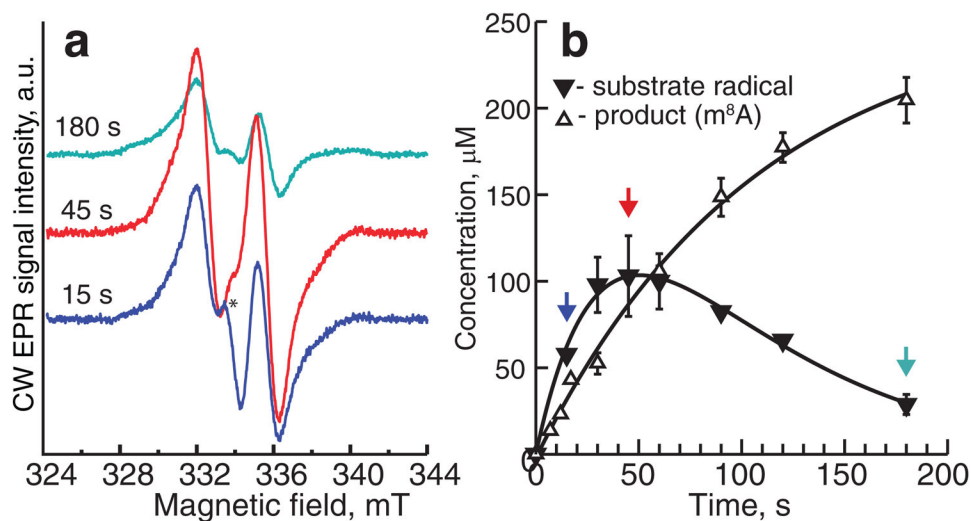 a
CW EPR signal intensity, a.u.
180 s
45 s
15 s
*
324 328 332 336 340 344
Magnetic field, mT
b
Concentration, μM
250
200
150
100
50
0
- substrate radical
- product (m⁸A)
0 50 100 150 200
Time, s